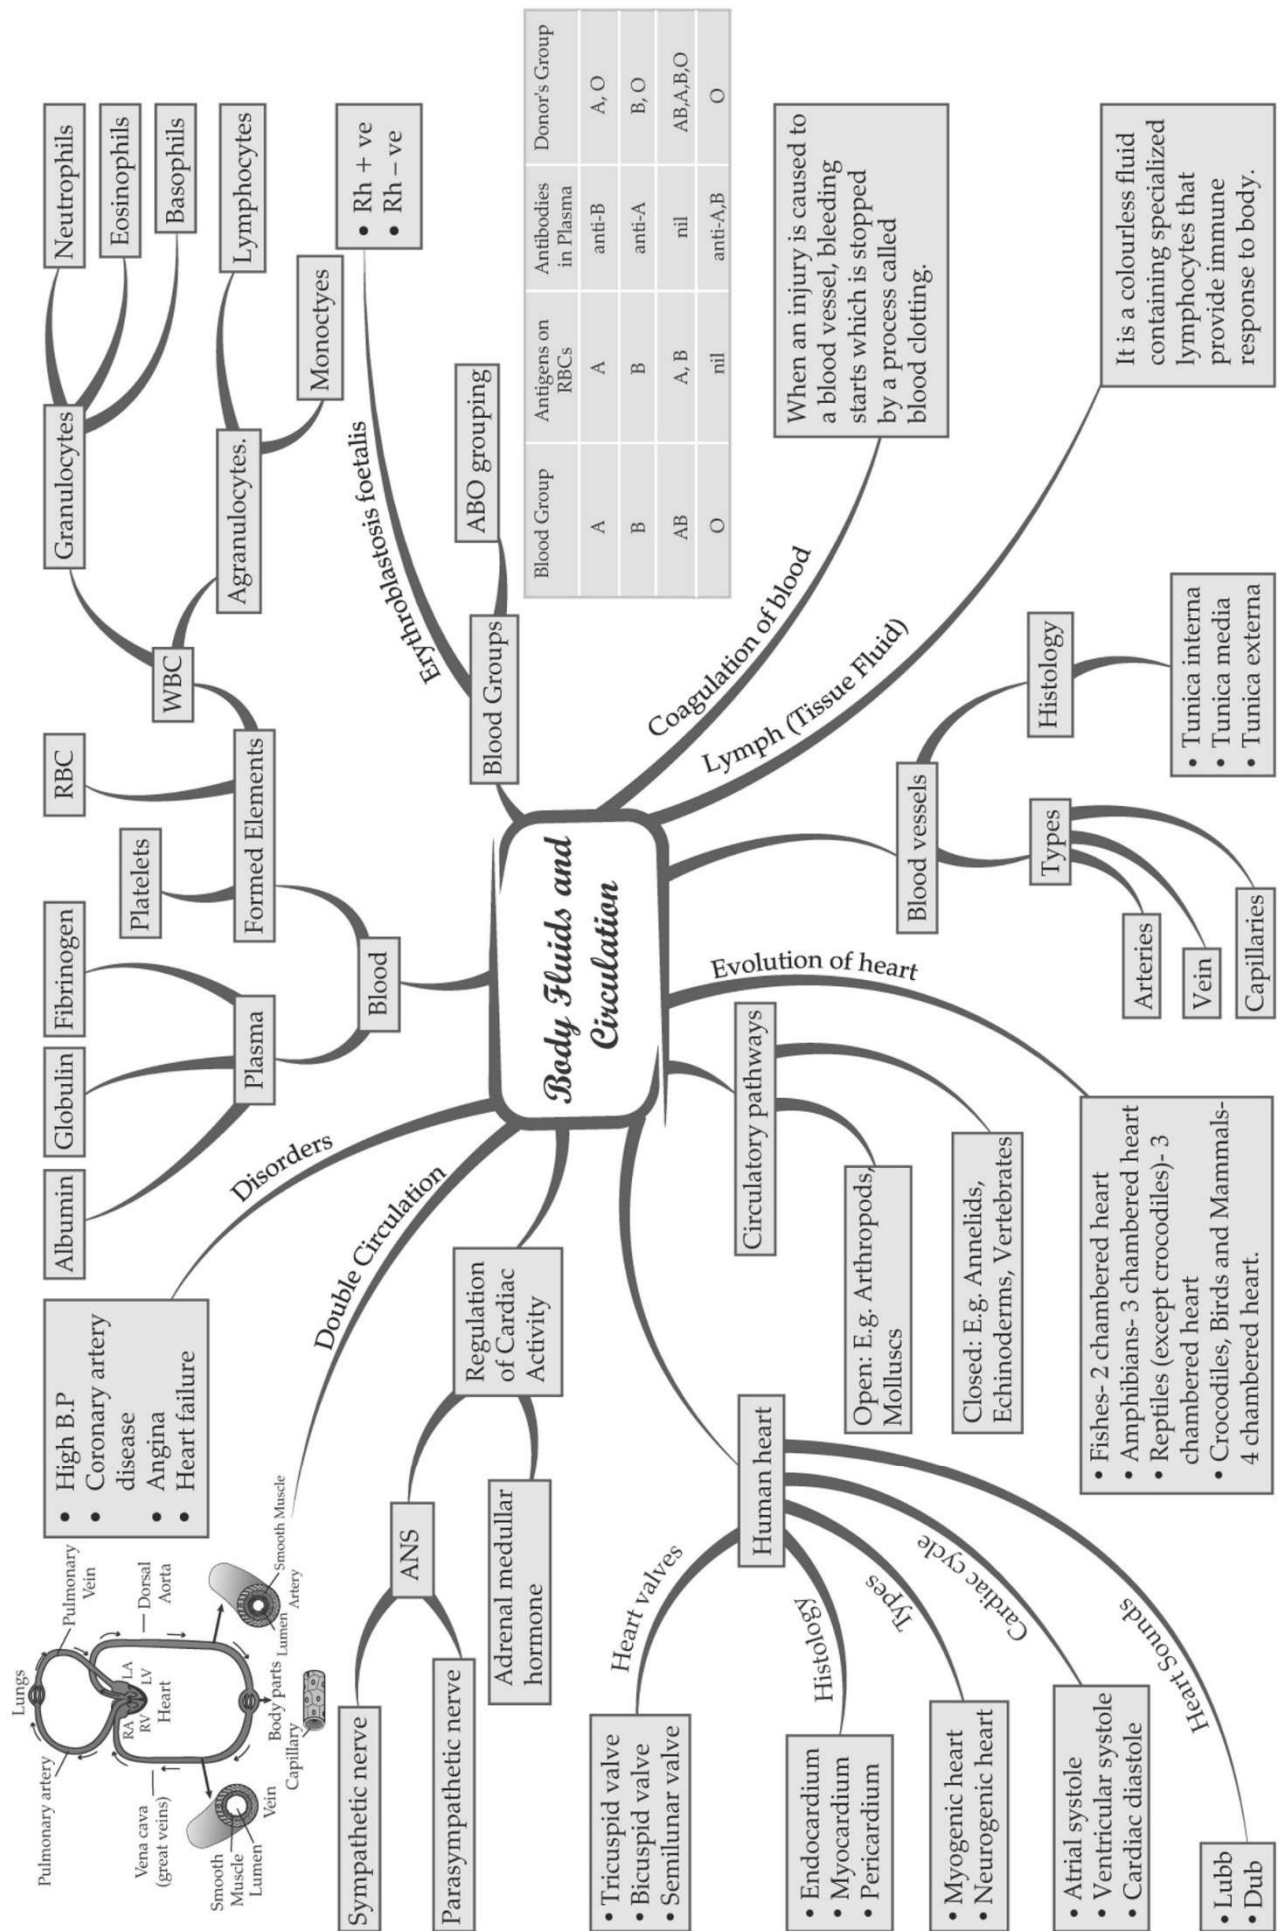 Body Fluids and
Circulation
Blood
Plasma
Albumin
Globulin
Fibrinogen
Formed Elements
Platelets
RBC
WBC
Granulocytes
Neutrophils
Eosinophils
Basophils
Agranulocytes.
Lymphocytes
Monoctyes
Blood Groups
Erythroblastosis foetalis
• Rh + ve
• Rh – ve
ABO grouping
Blood Group Antigens on RBCs Antibodies in Plasma Donor's Group
A A anti-B A, O
B B anti-A B, O
AB A, B nil AB,A,B,O
O nil anti-A,B O
Coagulation of blood
When an injury is caused to
a blood vessel, bleeding
starts which is stopped
by a process called
blood clotting.
Lymph (Tissue Fluid)
It is a colourless fluid
containing specialized
lymphocytes that
provide immune
response to body.
Blood vessels
Histology
• Tunica interna
• Tunica media
• Tunica externa
Types
Arteries
Vein
Capillaries
Evolution of heart
• Fishes- 2 chambered heart
• Amphibians- 3 chambered heart
• Reptiles (except crocodiles)- 3
chambered heart
• Crocodiles, Birds and Mammals-
4 chambered heart.
Circulatory pathways
Open: E.g. Arthropods,
Molluscs
Closed: E.g. Annelids,
Echinoderms, Vertebrates
Human heart
Heart valves
• Tricuspid valve
• Bicuspid valve
• Semilunar valve
Histology
• Endocardium
• Myocardium
• Pericardium
Types
• Myogenic heart
• Neurogenic heart
Cardiac cycle
• Atrial systole
• Ventricular systole
• Cardiac diastole
Heart Sounds
• Lubb
• Dub
Regulation
of Cardiac
Activity
ANS
Sympathetic nerve
Parasympathetic nerve
Adrenal medullar
hormone
Double Circulation
Lungs
Pulmonary artery
Pulmonary
Vein
Vena cava
(great veins)
Dorsal
Aorta
RA
LA
RV
LV
Heart
Smooth
Muscle
Lumen
Vein
Body parts
Capillary
Lumen
Artery
Smooth Muscle
Disorders
• High B.P
• Coronary artery
disease
• Angina
• Heart failure